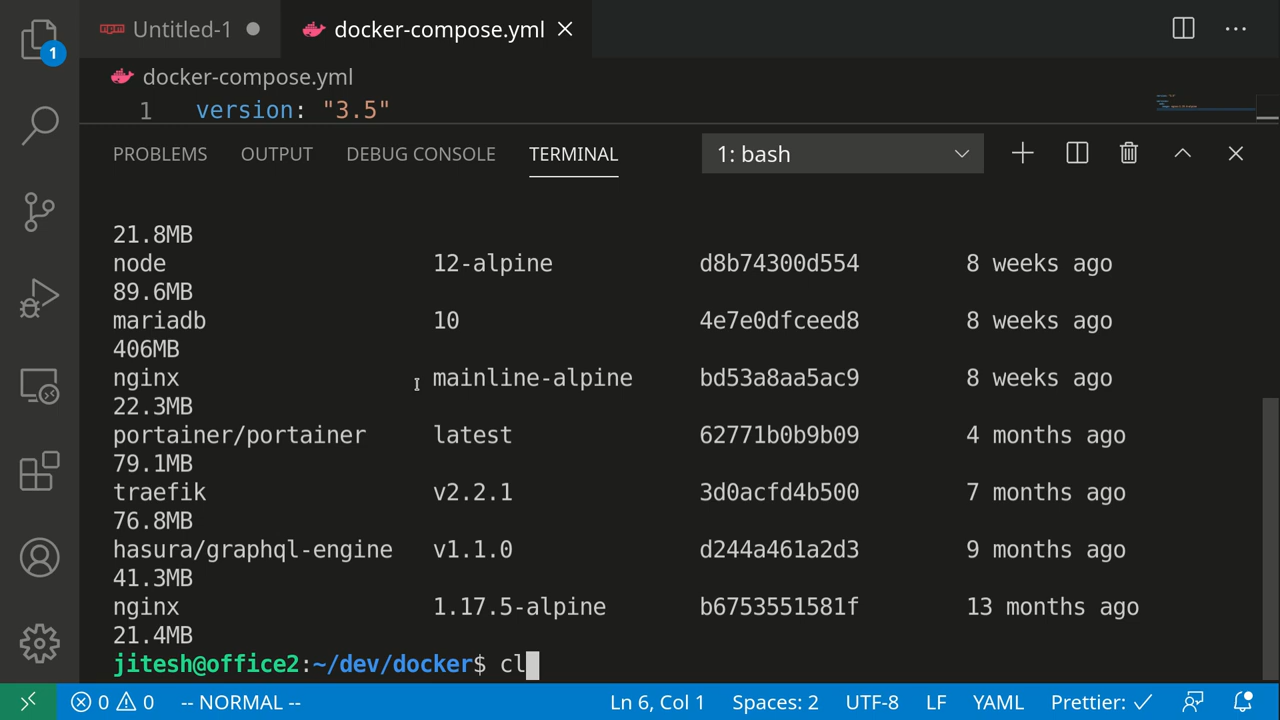 Untitled-1
docker-compose.yml
1
docker-compose.yml
1 version: "3.5"
PROBLEMS OUTPUT DEBUG CONSOLE TERMINAL 1: bash
21.8MB
node 12-alpine d8b74300d554 8 weeks ago
89.6MB
mariadb 10 4e7e0dfceed8 8 weeks ago
406MB
nginx mainline-alpine bd53a8aa5ac9 8 weeks ago
22.3MB
portainer/portainer latest 62771b0b9b09 4 months ago
79.1MB
traefik v2.2.1 3d0acfd4b500 7 months ago
76.8MB
hasura/graphql-engine v1.1.0 d244a461a2d3 9 months ago
41.3MB
nginx 1.17.5-alpine b6753551581f 13 months ago
21.4MB
jitesh@office2:~/dev/docker$ cl
0 0 -- NORMAL -- Ln 6, Col 1 Spaces: 2 UTF-8 LF YAML Prettier: ✓